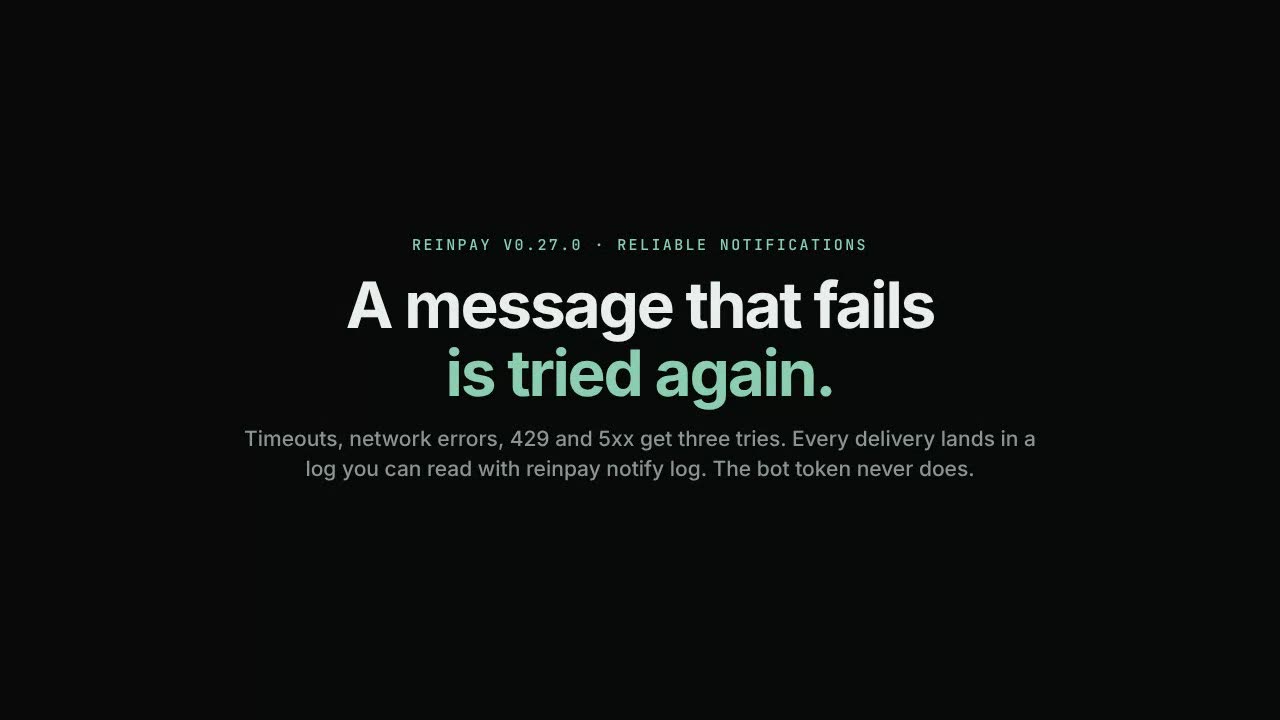 REINPAY V0.27.0 · RELIABLE NOTIFICATIONS
A message that fails
is tried again.
Timeouts, network errors, 429 and 5xx get three tries. Every delivery lands in a
log you can read with reinpay notify log. The bot token never does.